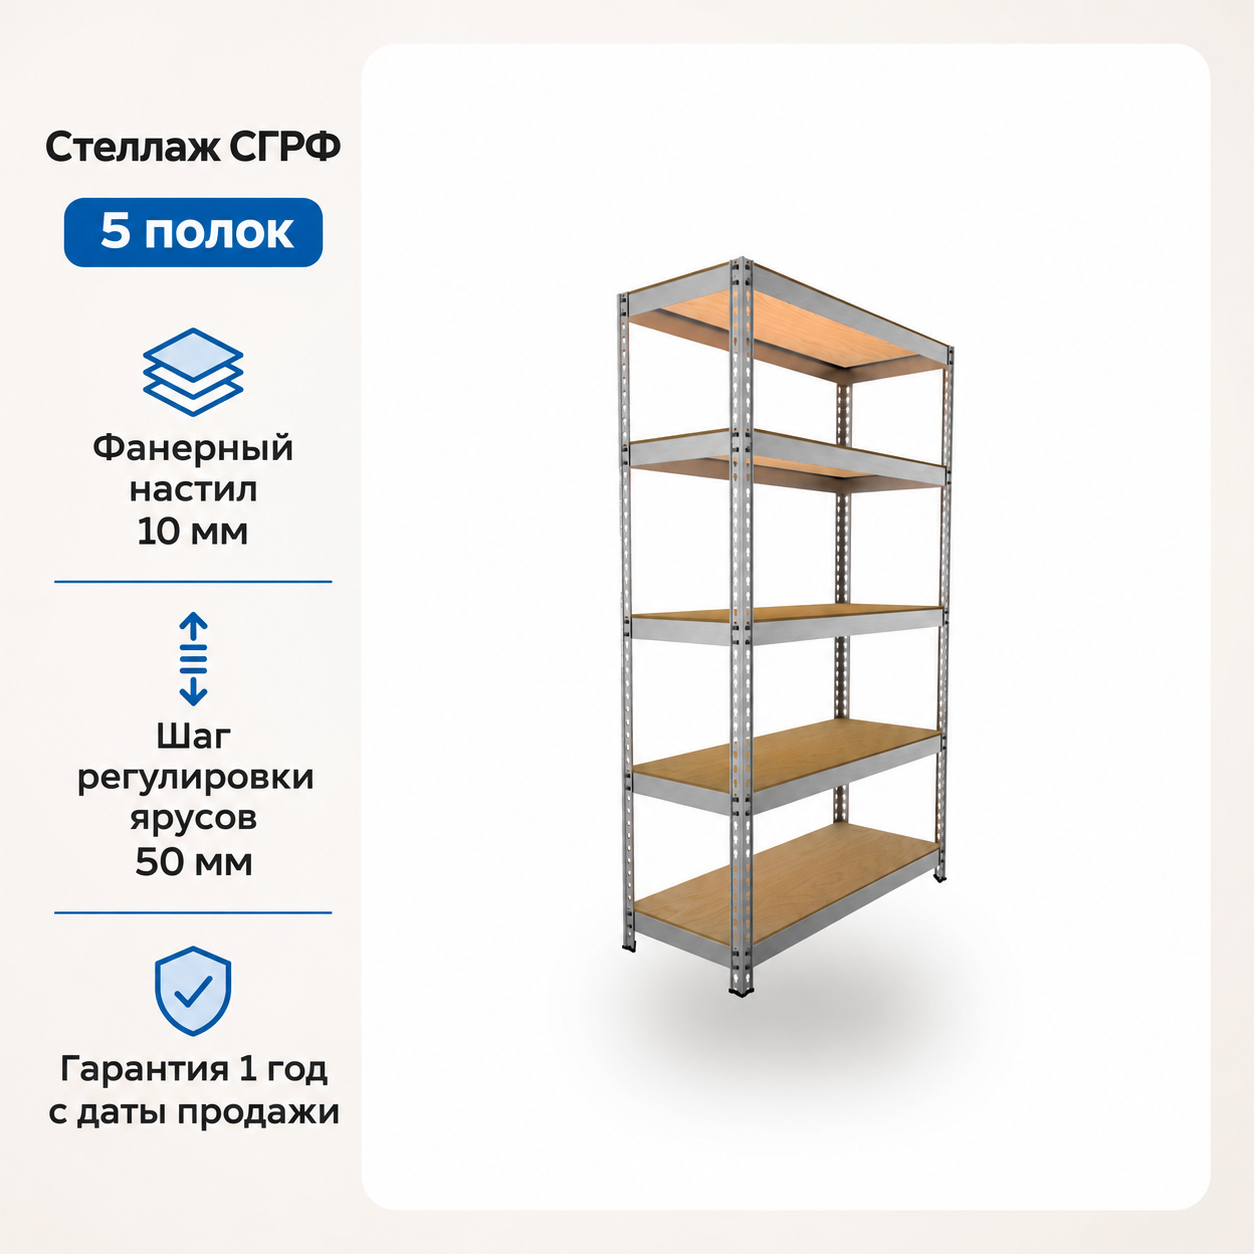 Стеллаж СГРФ
5 полок
Фанерный
настил
10 мм
Шаг
регулировки
ярусов
50 мм
Гарантия 1 год
с даты продажи